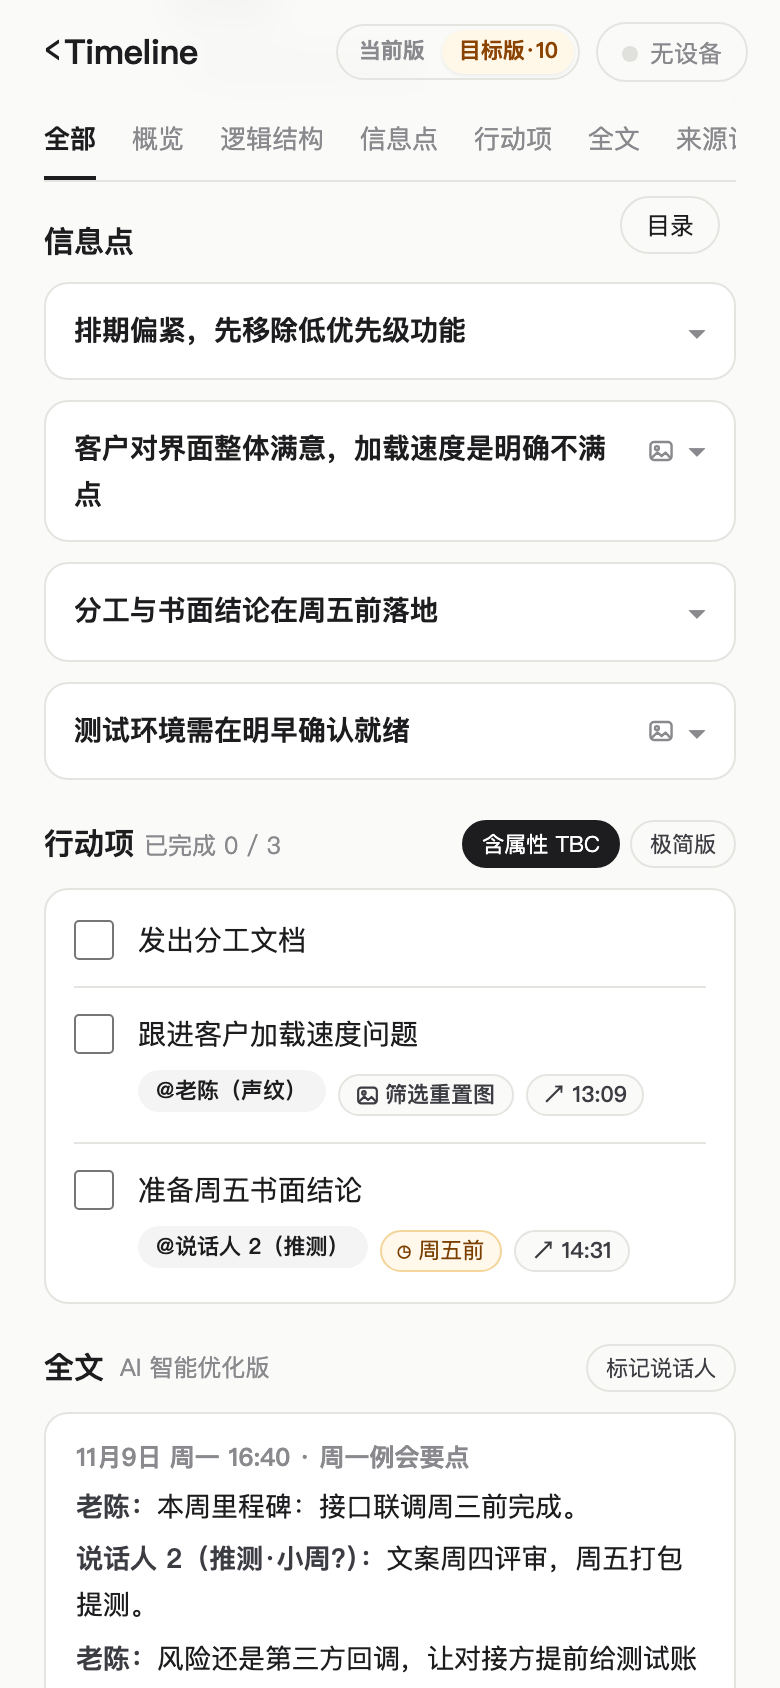 <Timeline
当前版 目标版·10 无设备
全部 概览 逻辑结构 信息点 行动项 全文 来源
信息点
目录
排期偏紧，先移除低优先级功能
客户对界面整体满意，加载速度是明确不满
点
分工与书面结论在周五前落地
测试环境需在明早确认就绪
行动项 已完成 0 / 3 含属性 TBC 极简版
发出分工文档
跟进客户加载速度问题
@老陈（声纹） 筛选重置图 ↗ 13:09
准备周五书面结论
@说话人 2（推测） 周五前 ↗ 14:31
全文 AI 智能优化版 标记说话人
11月9日 周一 16:40 · 周一例会要点
老陈：本周里程碑：接口联调周三前完成。
说话人 2（推测·小周?）：文案周四评审，周五打包
提测。
老陈：风险还是第三方回调，让对接方提前给测试账